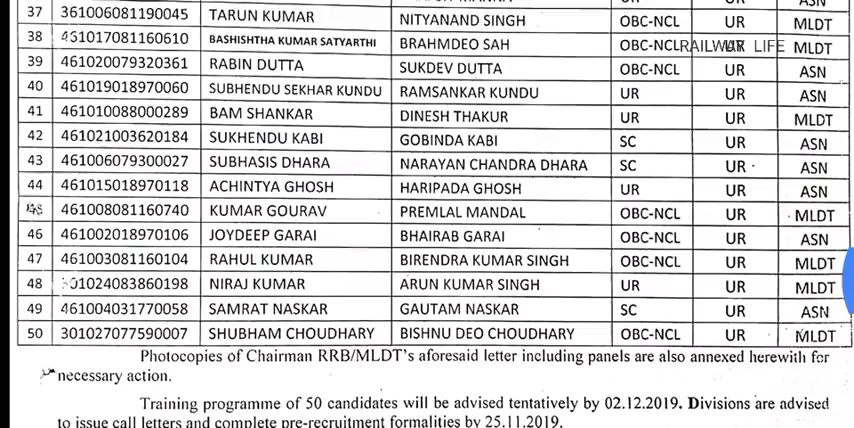 ASN
37 361006081190045 TARUN KUMAR NITYANAND SINGH OBC-NCL UR MLDT
38 461017081160610 BASHISHTHA KUMAR SATYARTHI BRAHMDEO SAH OBC-NCL UR MLDT
RAILWAY LIFE
39 461020079320361 RABIN DUTTA SUKDEV DUTTA OBC-NCL UR ASN
40 461019018970060 SUBHENDU SEKHAR KUNDU RAMSANKAR KUNDU UR UR ASN
41 461010088000289 BAM SHANKAR DINESH THAKUR UR UR MLDT
42 461021003620184 SUKHENDU KABI GOBINDA KABI SC UR ASN
43 461006079300027 SUBHASIS DHARA NARAYAN CHANDRA DHARA SC UR ASN
44 461015018970118 ACHINTYA GHOSH HARIPADA GHOSH UR UR ASN
461008081160740 KUMAR GOURAV PREMLAL MANDAL OBC-NCL UR MLDT
46 461002018970106 JOYDEEP GARAI BHAIRAB GARAI OBC-NCL UR ASN
47 461003081160104 RAHUL KUMAR BIRENDRA KUMAR SINGH OBC-NCL UR MLDT
48 301024083860198 NIRAJ KUMAR ARUN KUMAR SINGH UR UR MLDT
49 461004031770058 SAMRAT NASKAR GAUTAM NASKAR SC UR ASN
50 301027077590007 SHUBHAM CHOUDHARY BISHNU DEO CHOUDHARY OBC-NCL UR MLDT
Photocopies of Chairman RRB/MLDT's aforesaid letter including panels are also annexed herewith for
necessary action.
Training programme of 50 candidates will be advised tentatively by 02.12.2019. Divisions are advised
to issue call letters and complete pre-recruitment formalities by 25.11.2019.